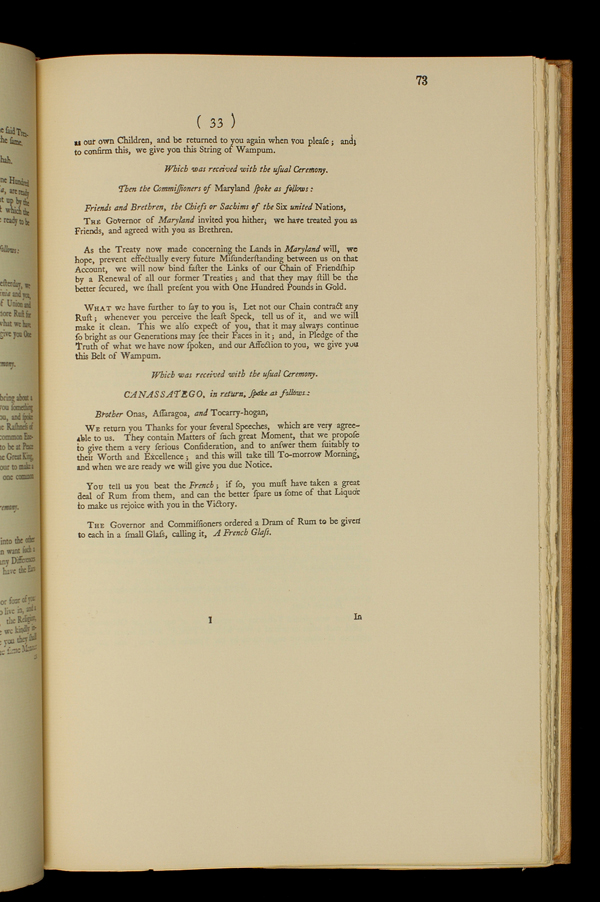 73
( 33 )
as our own Children, and be returned to you again when you pleaſe ; and,
to confirm this, we give you this String of Wampum.
Which was received with the uſual Ceremony.
Then the Commiſſioners of Maryland ſpoke as follows :
Friends and Brethren, the Chiefs or Sachims of the Six united Nations,
THE Governor of Maryland invited you hither, we have treated you as
Friends, and agreed with you as Brethren.
As the Treaty now made concerning the Lands in Maryland will, we
hope, prevent effectually every future Miſunderſtanding between us on that
Account, we will now bind faſter the Links of our Chain of Friendſhip
by a Renewal of all our former Treaties ; and that they may ſtill be the
better ſecured, we ſhall preſent you with One Hundred Pounds in Gold.
WHAT we have further to ſay to you is, Let not our Chain contract any
Ruſt ; whenever you perceive the leaſt Speck, tell us of it, and we will
make it clean. This we alſo expect of you, that it may always continue
ſo bright as our Generations may ſee their Faces in it ; and, in Pledge of the
Truth of what we have now ſpoken, and our Affection to you, we give you
this Belt of Wampum.
Which was received with the uſual Ceremony.
CANASSATEGO, in return, ſpoke as follows :
Brother Onas, Aſſaragoa, and Tocarry-hogan,
WE return you Thanks for your ſeveral Speeches, which are very agree-
able to us. They contain Matters of ſuch great Moment, that we propoſe
to give them a very ſerious Conſideration, and to anſwer them ſuitably to
their Worth and Excellence ; and this will take till To-morrow Morning,
and when we are ready we will give you due Notice.
YOU tell us you beat the French ; if ſo, you muſt have taken a great
deal of Rum from them, and can the better ſpare us ſome of that Liquor
to make us rejoice with you in the Victory.
THE Governor and Commiſſioners ordered a Dram of Rum to be given
to each in a ſmall Glaſs, calling it, A French Glaſs.
I
In